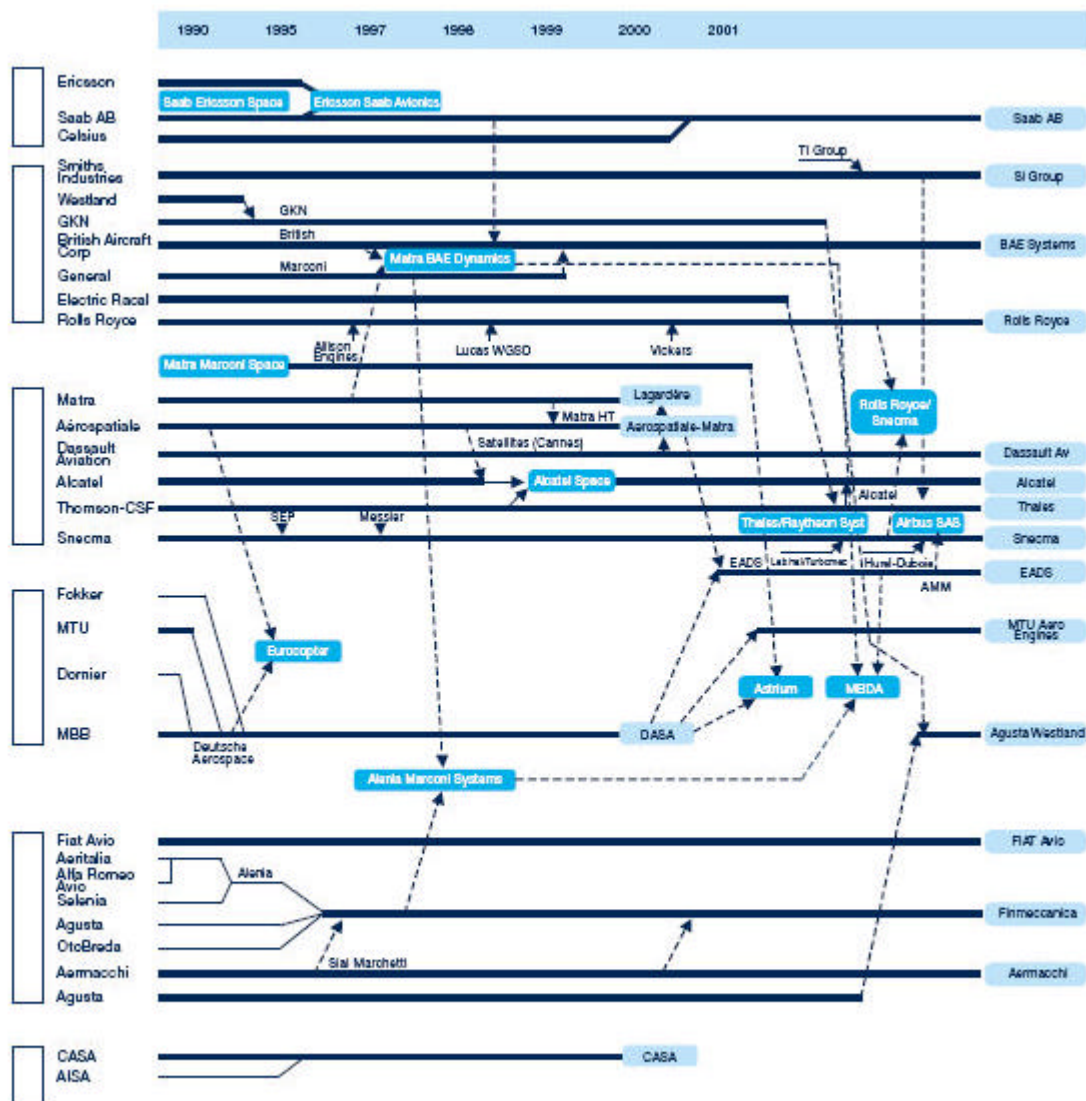 1990 1995 1997 1998 1999 2000 2001
Ericsson
Saab Ericsson Space
Ericsson Saab Avionics
Saab AB
Saab AB
Celsius
Smiths
Industries
TI Group
SI Group
Westland
GKN
GKN
British Aircraft
Corp
British
BAE Systems
Matra BAE Dynamics
General
Marconi
Electric Racal
Rolls Royce
Rolls Royce
Allison
Engines
Lucas WGSD
Vickers
Matra Marconi Space
Matra
Lagardère
Rolls Royce/
Snecma
Matra HT
Aérospatiale
Aerospatiale-Matra
Satellites (Cannes)
Dassault
Aviation
Dassault Av
Alcatel
Alcatel Space
Alcatel
Alcatel
Thomson-CSF
Thales
SEP
Messier
Thales/Raytheon Syst
Airbus SAS
Snecma
Snecma
EADS
Labinal/Turbomec
Hurel-Dubois
EADS
AMM
Fokker
MTU
MTU Aero
Engines
Eurocopter
Dornier
Astrium
MBDA
MBB
DASA
Agusta Westland
Deutsche
Aerospace
Alenia Marconi Systems
Fiat Avio
FIAT Avio
Aeritalia
Alfa Romeo
Avio
Alenia
Selenia
Finmeccanica
Agusta
OtoBreda
Siai Marchetti
Aermacchi
Aermacchi
Agusta
CASA
CASA
AISA